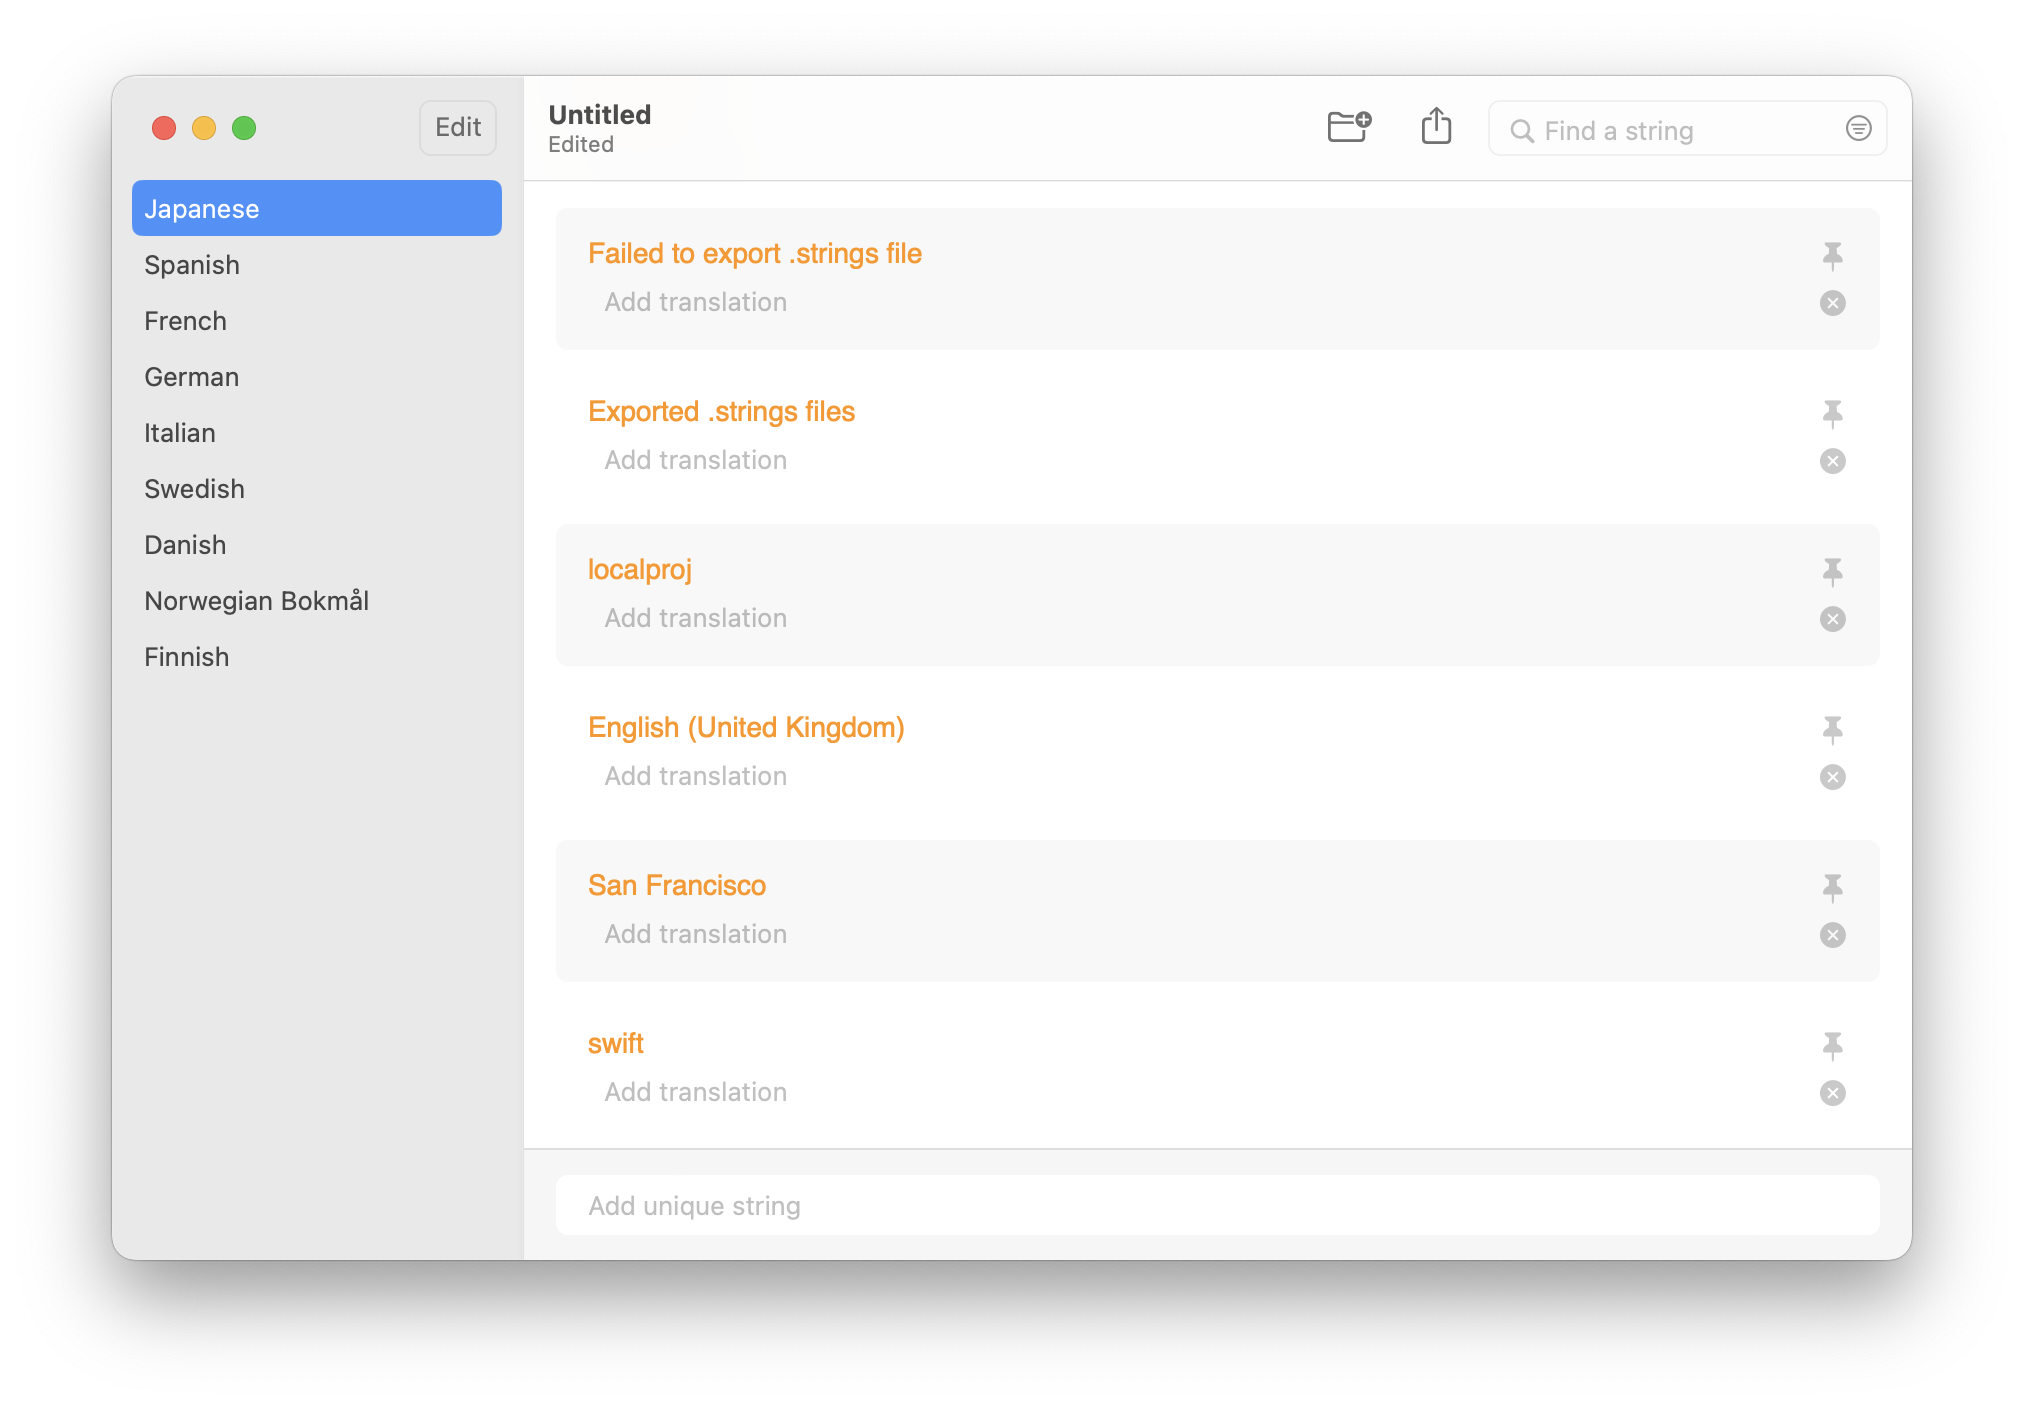 Edit
Japanese
Spanish
French
German
Italian
Swedish
Danish
Norwegian Bokmål
Finnish
Untitled
Edited
Find a string
Failed to export .strings file
Add translation
Exported .strings files
Add translation
localproj
Add translation
English (United Kingdom)
Add translation
San Francisco
Add translation
swift
Add translation
Add unique string